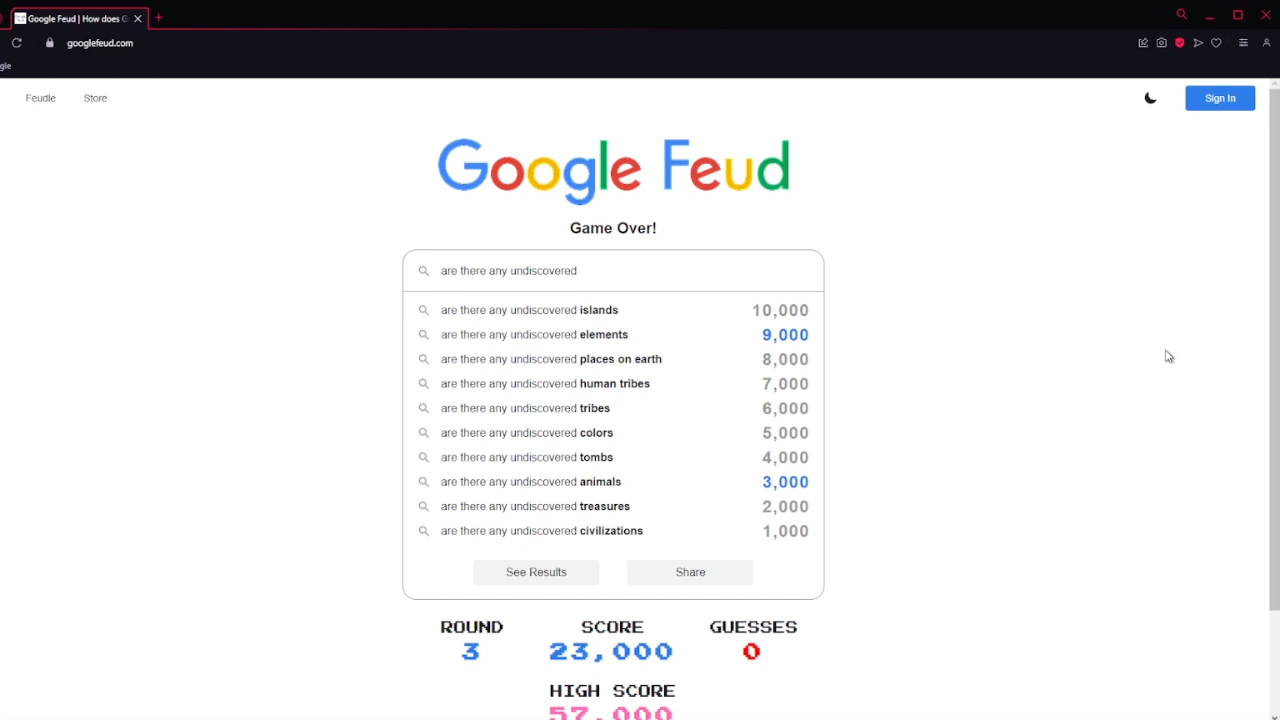 Google Feud | How does G
googlefeud.com
gle
Feudle Store Sign In
Google Feud
Game Over!
are there any undiscovered
are there any undiscovered islands 10,000
are there any undiscovered elements 9,000
are there any undiscovered places on earth 8,000
are there any undiscovered human tribes 7,000
are there any undiscovered tribes 6,000
are there any undiscovered colors 5,000
are there any undiscovered tombs 4,000
are there any undiscovered animals 3,000
are there any undiscovered treasures 2,000
are there any undiscovered civilizations 1,000
See Results Share
ROUND SCORE GUESSES
3 23,000 0
HIGH SCORE
57,000